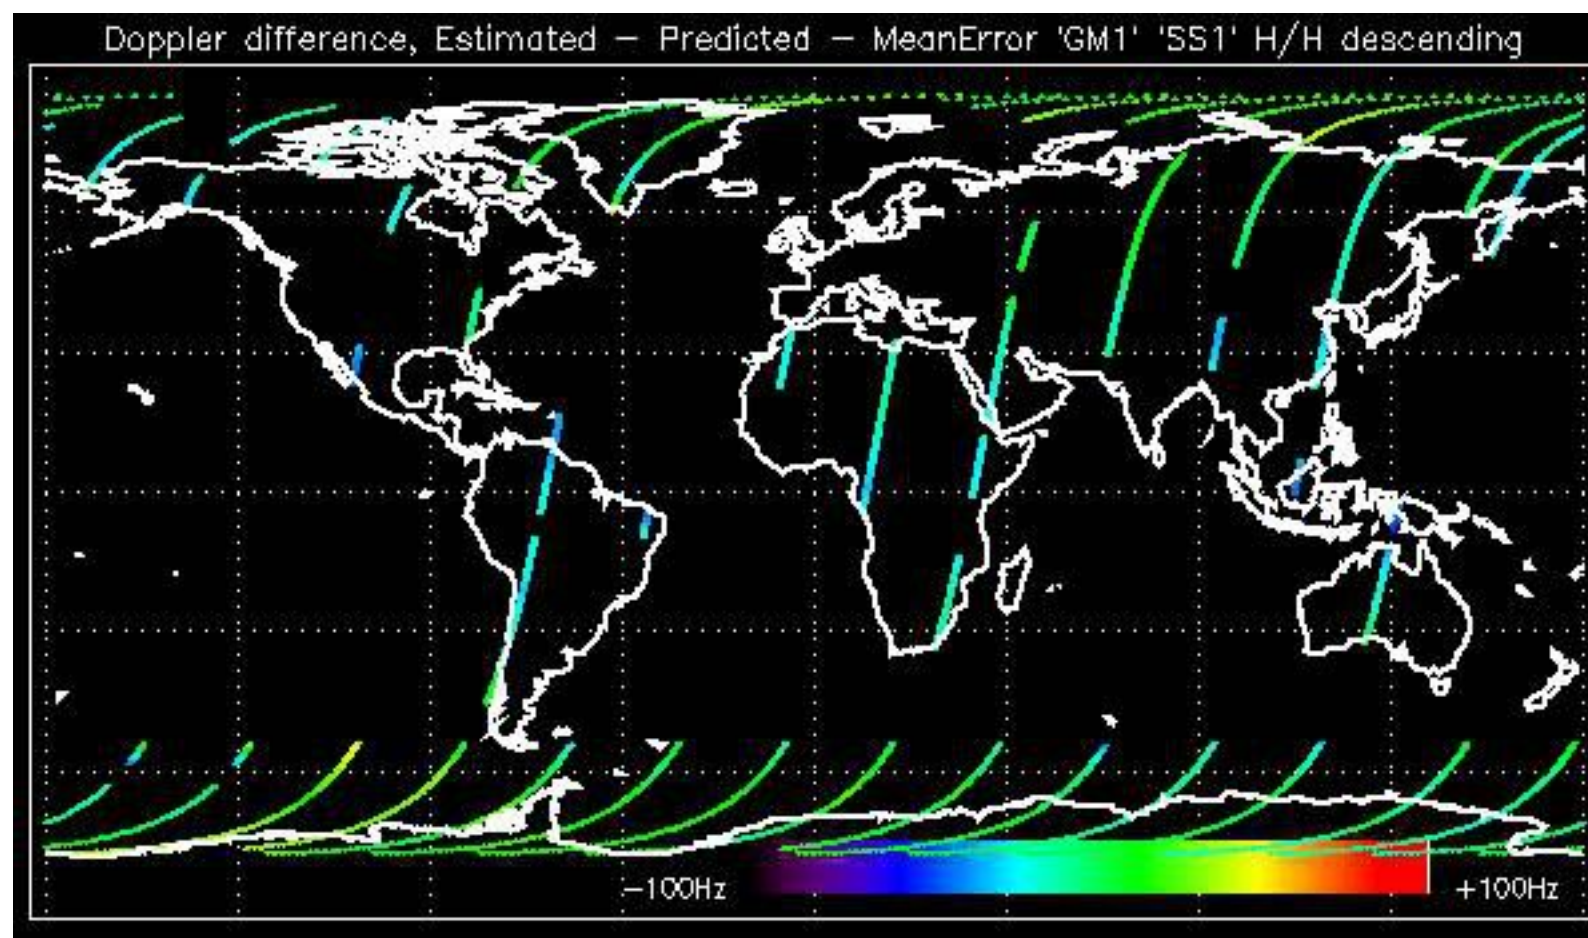 Doppler difference, Estimated – Predicted – MeanError 'GM1' 'SS1' H/H descending
–100Hz +100Hz